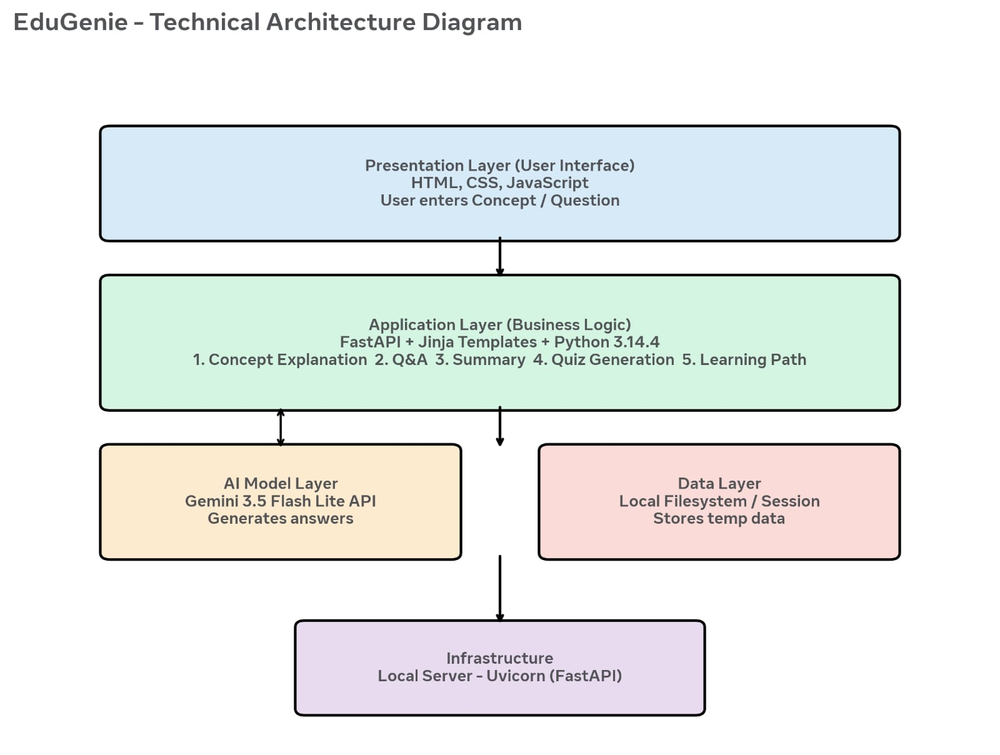 EduGenie – Technical Architecture Diagram
Presentation Layer (User Interface)
HTML, CSS, JavaScript
User enters Concept / Question
Application Layer (Business Logic)
FastAPI + Jinja Templates + Python 3.14.4
1. Concept Explanation  2. Q&A  3. Summary  4. Quiz Generation  5. Learning Path
AI Model Layer
Gemini 3.5 Flash Lite API
Generates answers
Data Layer
Local Filesystem / Session
Stores temp data
Infrastructure
Local Server – Uvicorn (FastAPI)